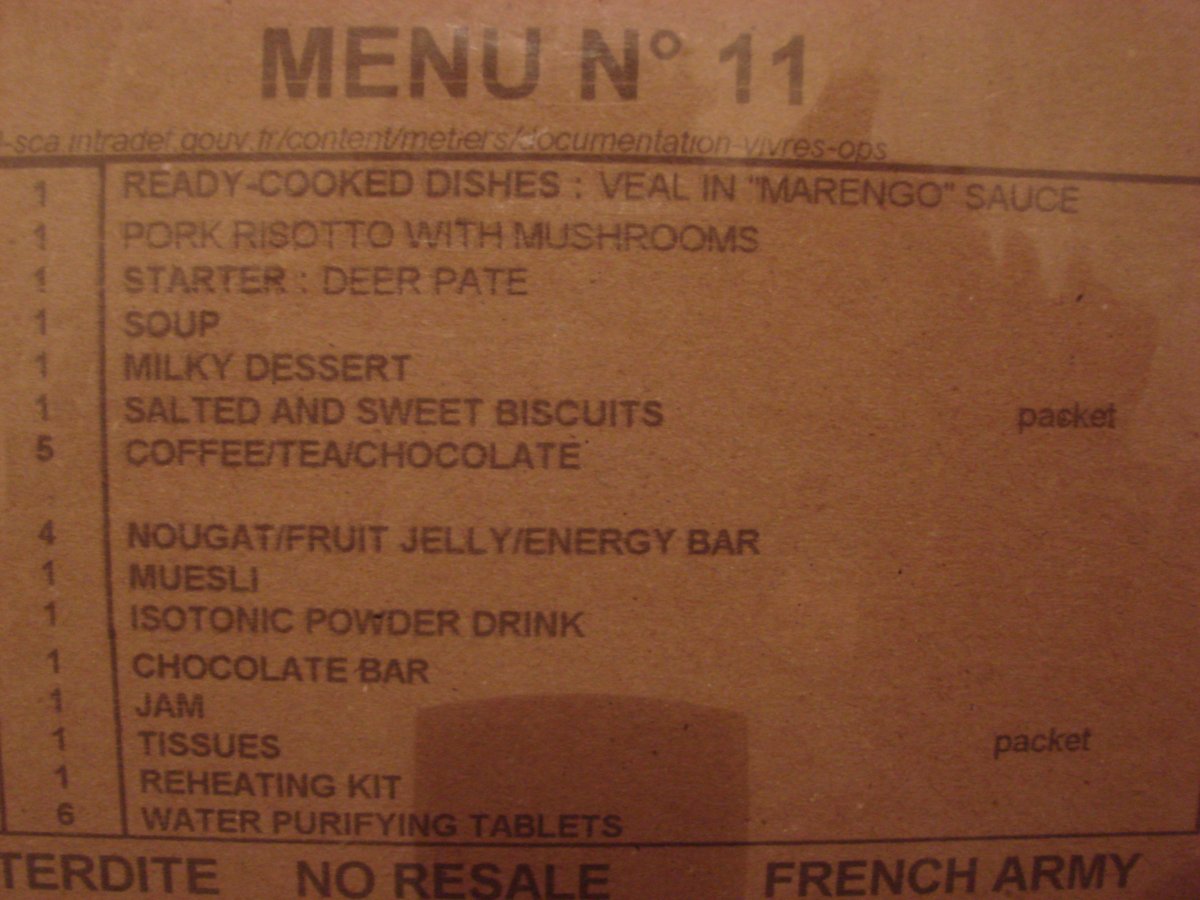 MENU N° 11
-sca.intradef.gouv.fr/content/metiers/documentation-vivres-ops
1 READY-COOKED DISHES : VEAL IN "MARENGO" SAUCE
1 PORK RISOTTO WITH MUSHROOMS
1 STARTER : DEER PATE
1 SOUP
1 MILKY DESSERT
1 SALTED AND SWEET BISCUITS packet
5 COFFEE/TEA/CHOCOLATE
4 NOUGAT/FRUIT JELLY/ENERGY BAR
1 MUESLI
1 ISOTONIC POWDER DRINK
1 CHOCOLATE BAR
1 JAM
1 TISSUES packet
1 REHEATING KIT
6 WATER PURIFYING TABLETS
TERDITE NO RESALE FRENCH ARMY